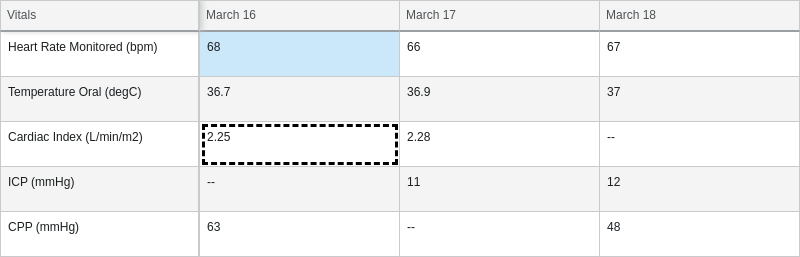 Vitals March 16 March 17 March 18
Heart Rate Monitored (bpm) 68 66 67
Temperature Oral (degC) 36.7 36.9 37
Cardiac Index (L/min/m2) 2.25 2.28 --
ICP (mmHg) -- 11 12
CPP (mmHg) 63 -- 48